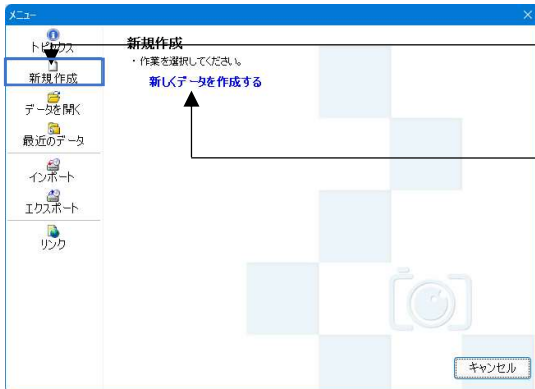 メニュー
トピックス
新規作成
データを開く
最近のデータ
インポート
エクスポート
リンク
新規作成
・作業を選択してください。
新しくデータを作成する
キャンセル